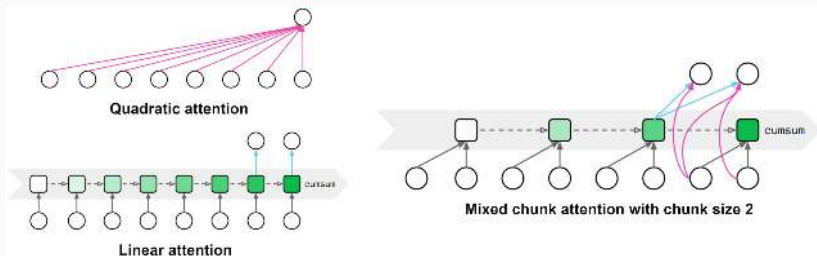 Quadratic attention
cumsum
Linear attention
cumsum
Mixed chunk attention with chunk size 2